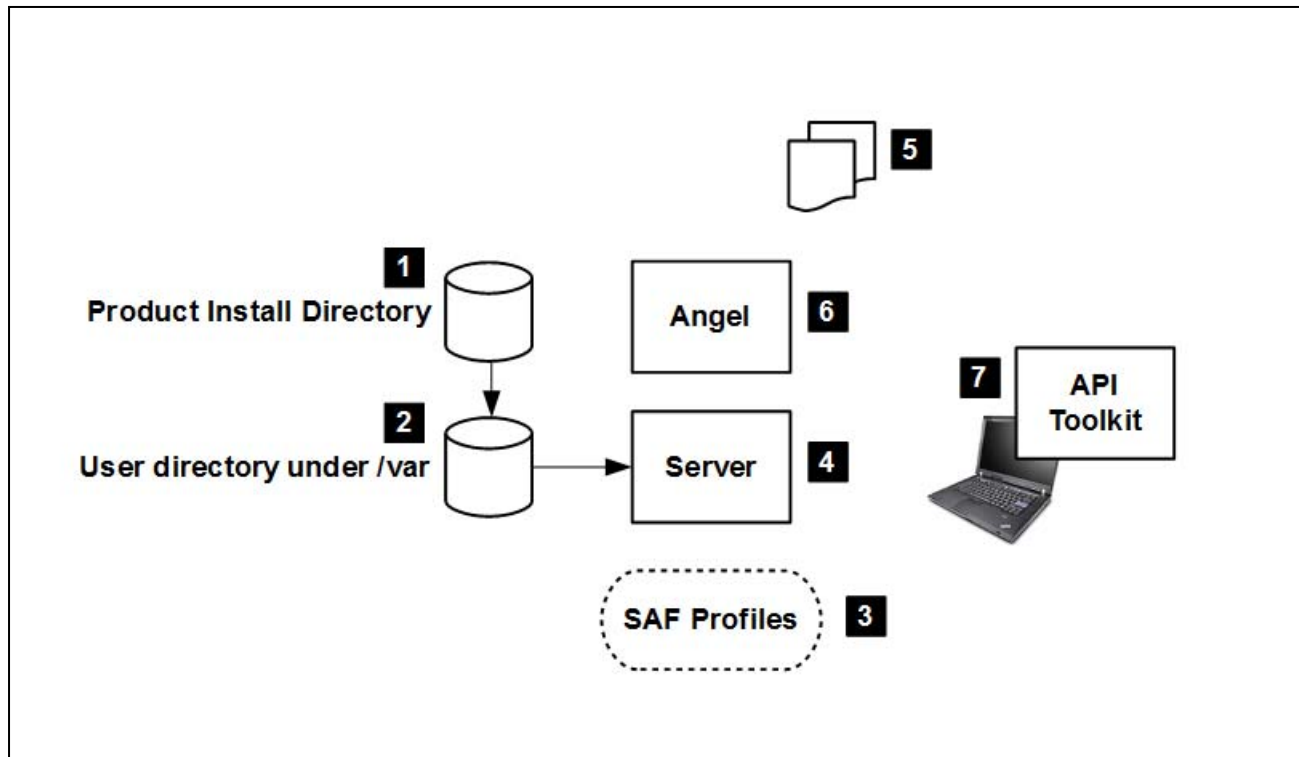 5
1
Product Install Directory
Angel
6
7
API
Toolkit
2
User directory under /var
Server
4
SAF Profiles
3